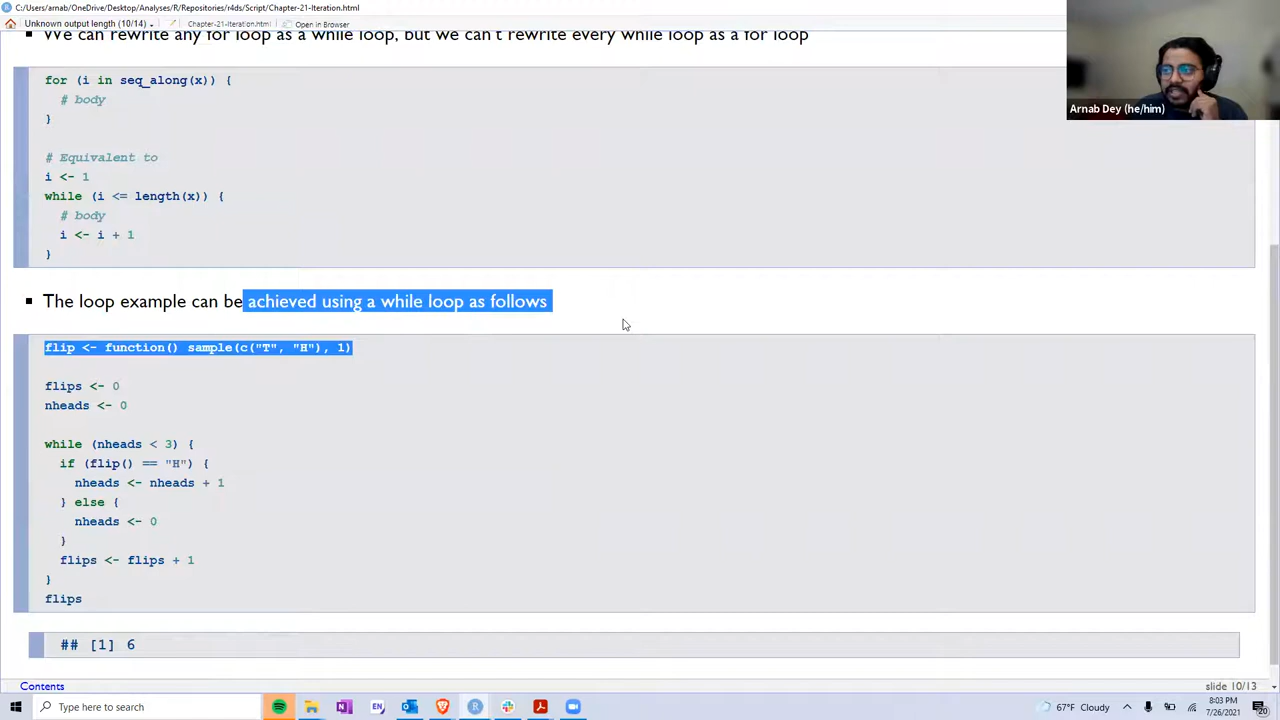 C:/Users/arnab/OneDrive/Desktop/Analyses/R/Repositories/r4ds/Script/Chapter-21-Iteration.html
Unknown output length (10/14)
Chapter-21-Iteration.html
Open in Browser
We can rewrite any for loop as a while loop, but we can't rewrite every while loop as a for loop
Arnab Dey (he/him)
for (i in seq_along(x)) {
# body
}
# Equivalent to
i <- 1
while (i <= length(x)) {
# body
i <- i + 1
}
The loop example can be achieved using a while loop as follows
flip <- function() sample(c("T", "H"), 1)
flips <- 0
nheads <- 0
while (nheads < 3) {
if (flip() == "H") {
nheads <- nheads + 1
} else {
nheads <- 0
}
flips <- flips + 1
}
flips
## [1] 6
Contents
slide 10/13
Type here to search
EN
67°F Cloudy
8:03 PM
7/26/2021
20